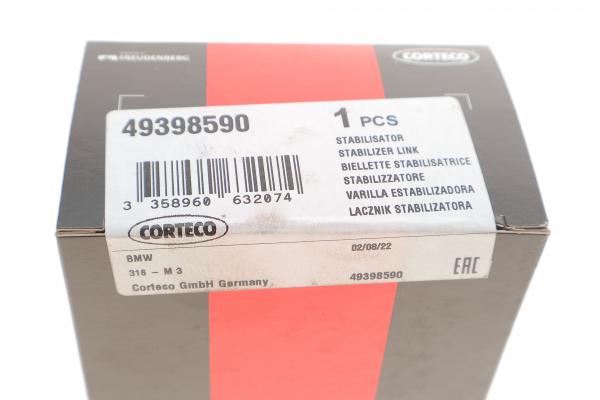 FREUDENBERG
CORTECO
49398590
1 PCS
STABILISATOR
STABILIZER LINK
BIELLETTE STABILISATRICE
STABILIZZATORE
VARILLA ESTABILIZADORA
LACZNIK STABILIZATORA
3 358960 632074
CORTECO
BMW
02/08/22
316 - M 3
49398590
EAC
Corteco GmbH Germany